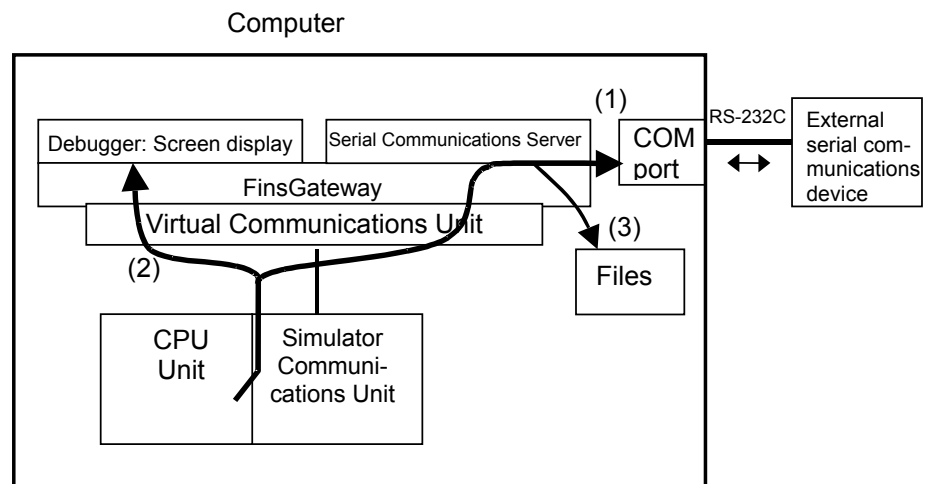 Computer
(1)
RS-232C
Debugger: Screen display
Serial Communications Server
COM
port
External
serial com-
munications
device
FinsGateway
Virtual Communications Unit
(2)
(3)
Files
CPU
Unit
Simulator
Communi-
cations Unit